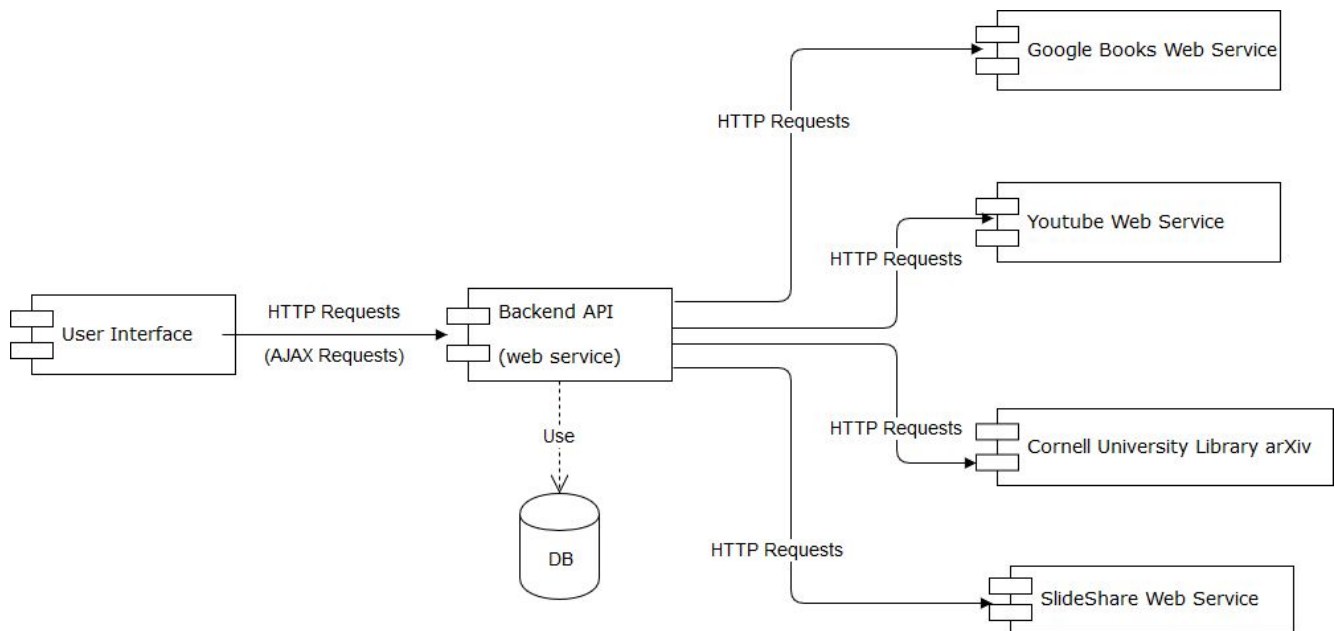 Google Books Web Service
HTTP Requests
Youtube Web Service
HTTP Requests
User Interface
HTTP Requests
(AJAX Requests)
Backend API
(web service)
Use
DB
HTTP Requests
Cornell University Library arXiv
HTTP Requests
SlideShare Web Service